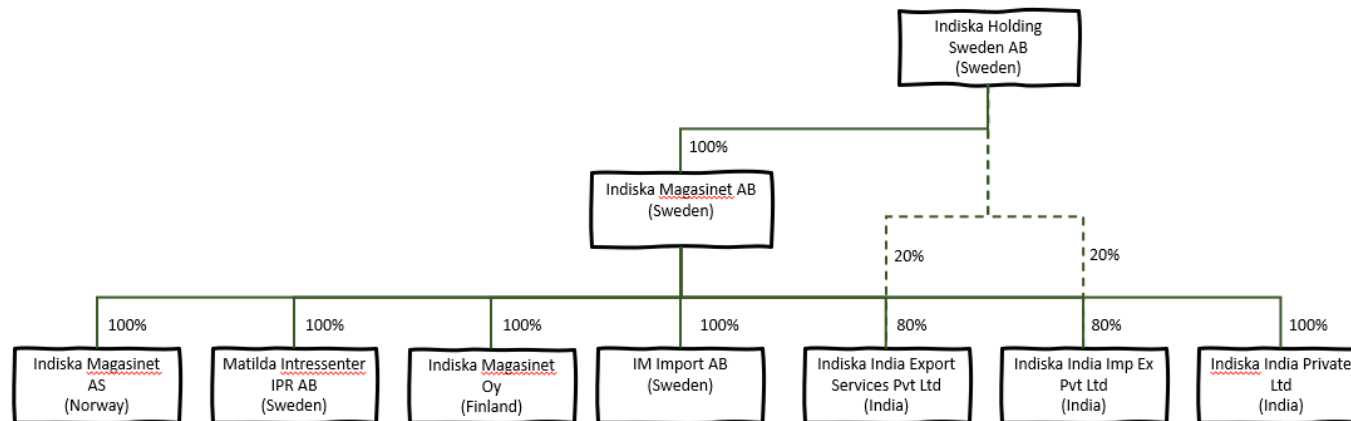 Indiska Holding
Sweden AB
(Sweden)
100%
Indiska Magasinet AB
(Sweden)
20%
20%
100%
100%
100%
100%
80%
80%
100%
Indiska Magasinet
AS
(Norway)
Matilda Intressenter
IPR AB
(Sweden)
Indiska Magasinet
Oy
(Finland)
IM Import AB
(Sweden)
Indiska India Export
Services Pvt Ltd
(India)
Indiska India Imp Ex
Pvt Ltd
(India)
Indiska India Private
Ltd
(India)